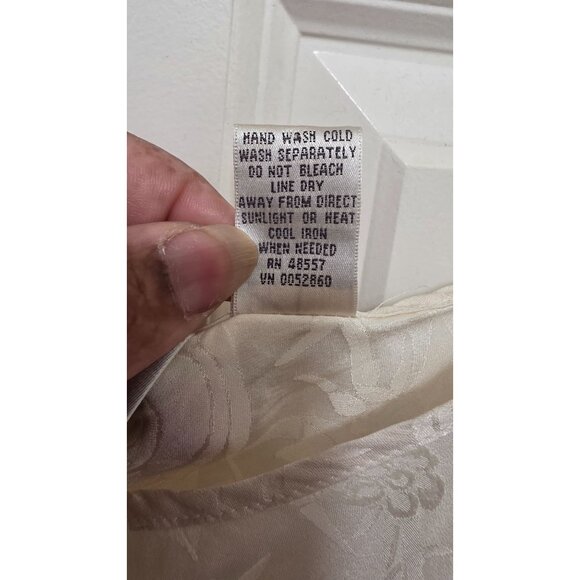 HAND WASH COLD
WASH SEPARATELY
DO NOT BLEACH
LINE DRY
AWAY FROM DIRECT
SUNLIGHT OR HEAT
COOL IRON
WHEN NEEDED
RN 48557
VN 0052860